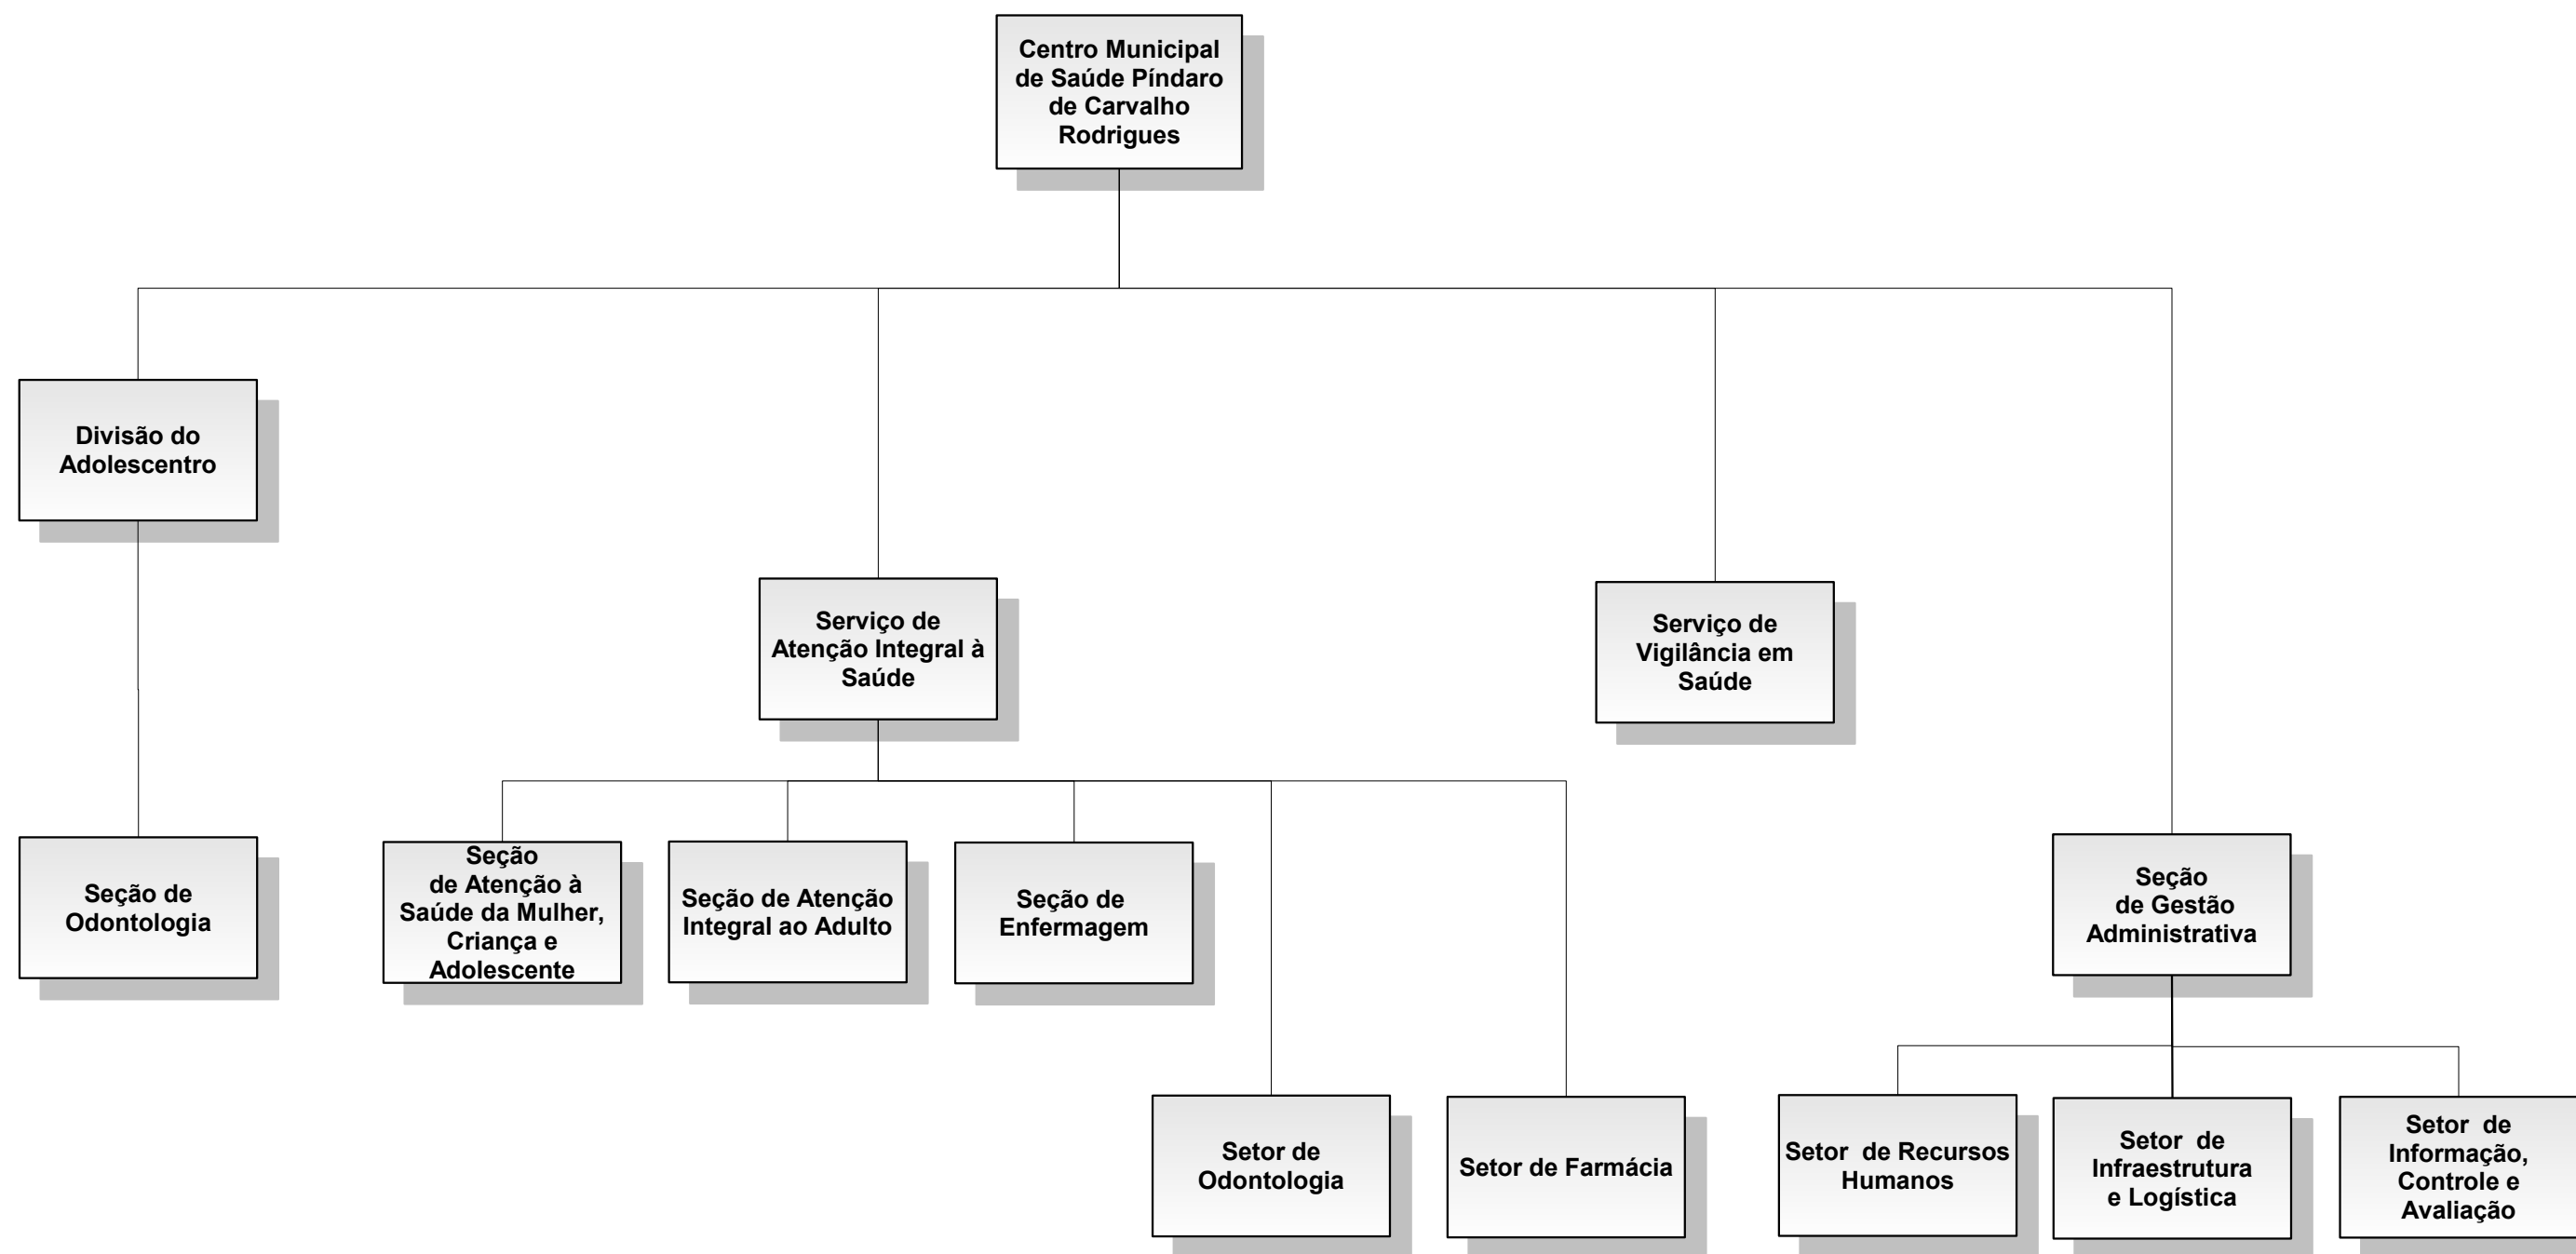 Centro Municipal
de Saúde Píndaro
de Carvalho
Rodrigues
Divisão do
Adolescentro
Serviço de
Atenção Integral à
Saúde
Serviço de
Vigilância em
Saúde
Seção de
Odontologia
Seção
de Atenção à
Saúde da Mulher,
Criança e
Adolescente
Seção de Atenção
Integral ao Adulto
Seção de
Enfermagem
Seção
de Gestão
Administrativa
Setor de
Odontologia
Setor de Farmácia
Setor de Recursos
Humanos
Setor de
Infraestrutura
e Logística
Setor de
Informação,
Controle e
Avaliação